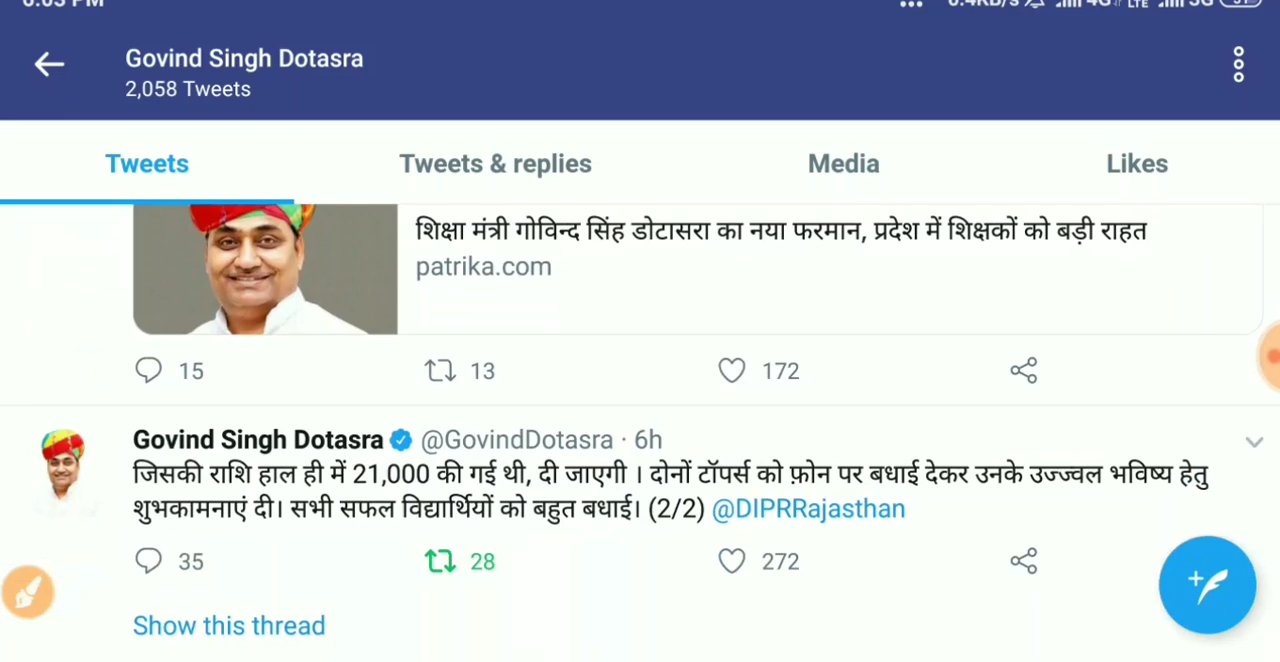 Govind Singh Dotasra
2,058 Tweets
Tweets Tweets & replies Media Likes
शिक्षा मंत्री गोविन्द सिंह डोटासरा का नया फरमान, प्रदेश में शिक्षकों को बड़ी राहत
patrika.com
15 13 172
Govind Singh Dotasra @GovindDotasra · 6h
जिसकी राशि हाल ही में 21,000 की गई थी, दी जाएगी । दोनों टॉपर्स को फ़ोन पर बधाई देकर उनके उज्ज्वल भविष्य हेतु
शुभकामनाएं दी। सभी सफल विद्यार्थियों को बहुत बधाई। (2/2) @DIPRRajasthan
35 28 272
Show this thread